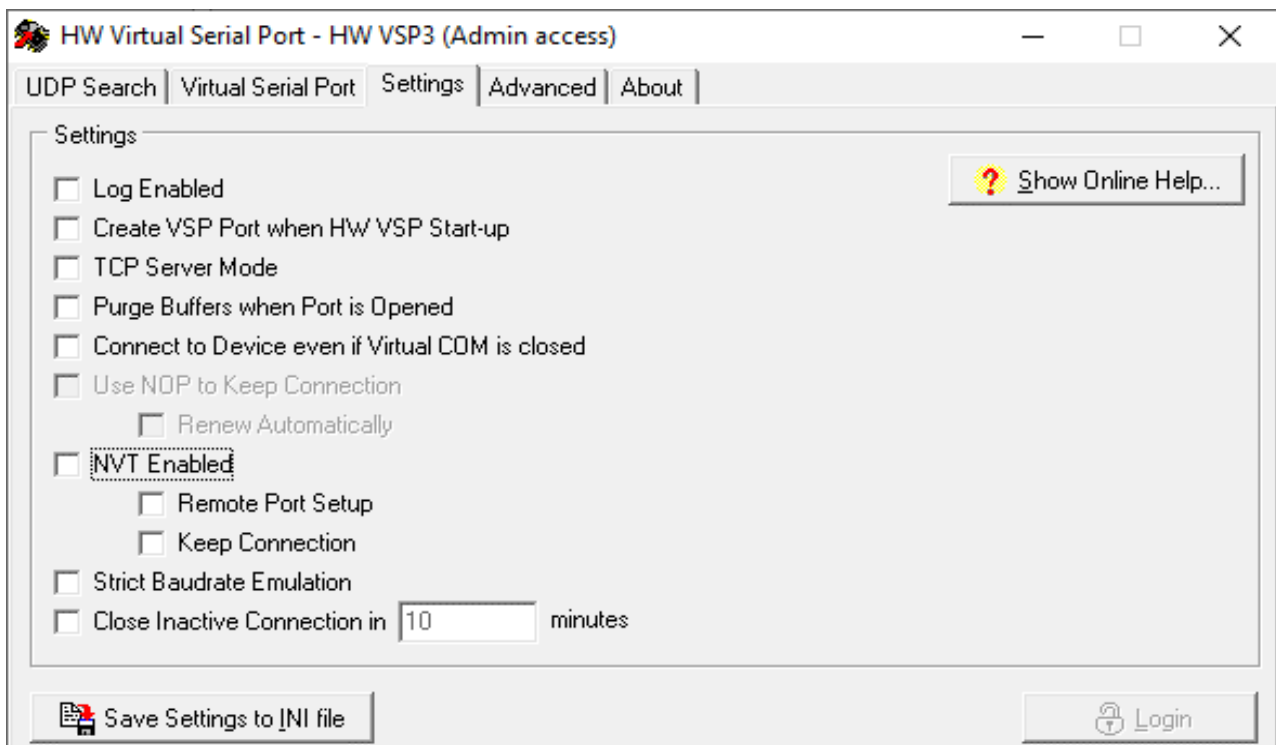 HW Virtual Serial Port - HW VSP3 (Admin access)
UDP Search Virtual Serial Port Settings Advanced About
Settings
Show Online Help...
Log Enabled
Create VSP Port when HW VSP Start-up
TCP Server Mode
Purge Buffers when Port is Opened
Connect to Device even if Virtual COM is closed
Use NOP to Keep Connection
Renew Automatically
NVT Enabled
Remote Port Setup
Keep Connection
Strict Baudrate Emulation
Close Inactive Connection in 10 minutes
Save Settings to INI file Login